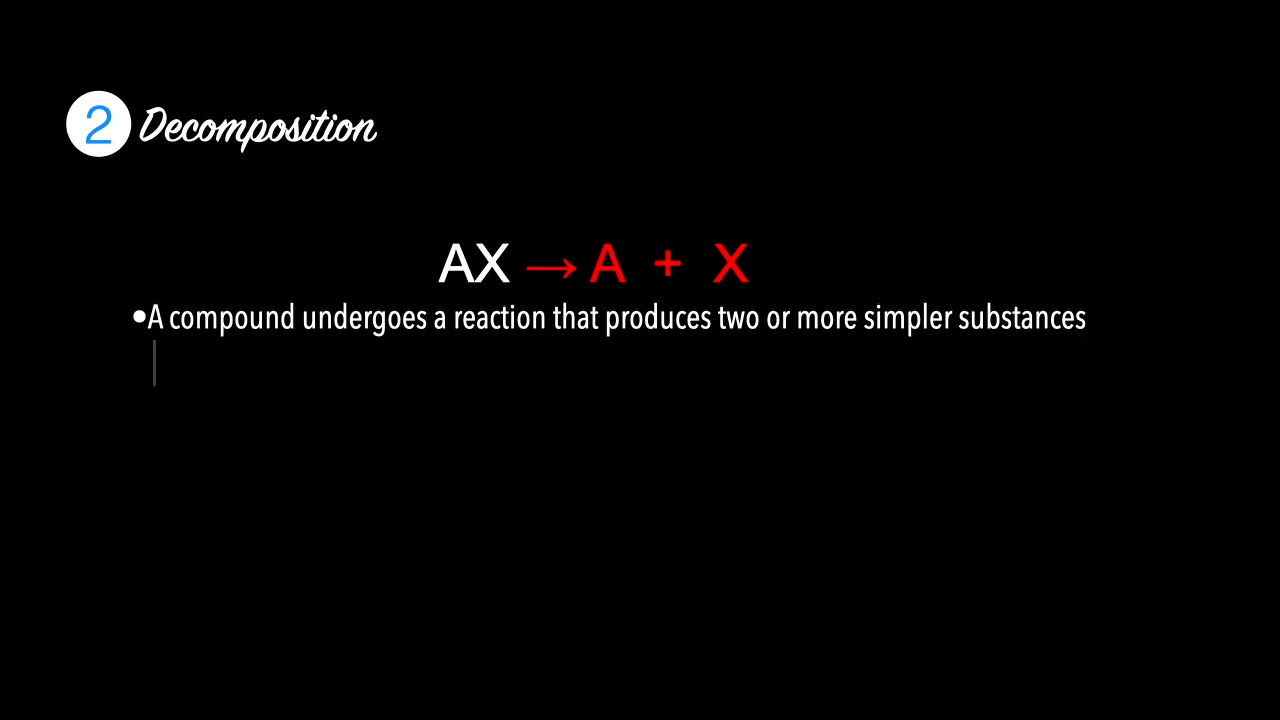 2 Decomposition
AX → A + X
•A compound undergoes a reaction that produces two or more simpler substances